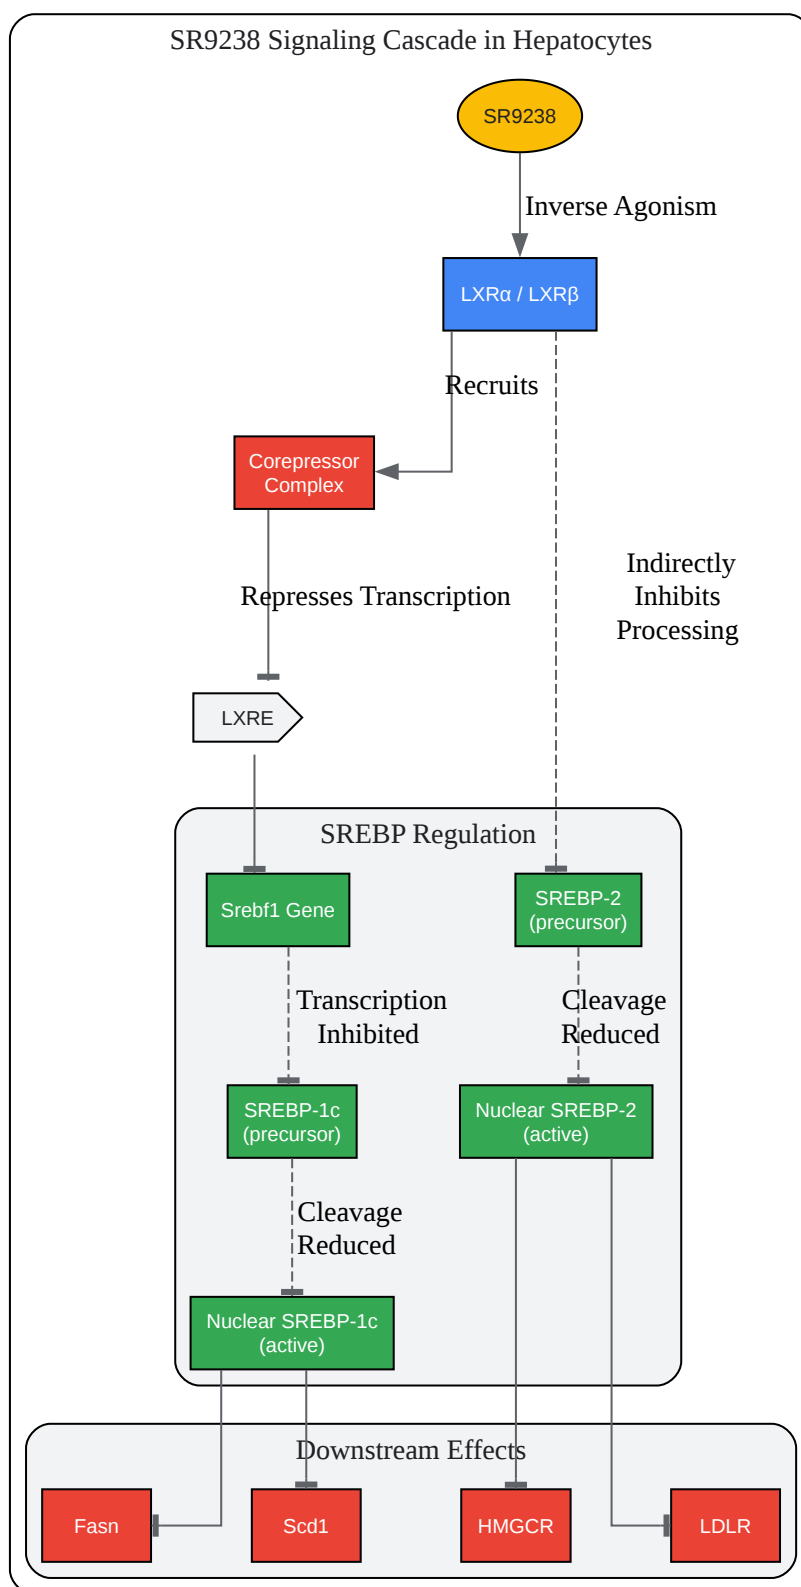 SR9238 Signaling Cascade in Hepatocytes
SR9238
Inverse Agonism
LXRα / LXRβ
Recruits
Corepressor
Complex
Indirectly
Inhibits
Processing
Represses Transcription
LXRE
SREBP Regulation
Srebf1 Gene
SREBP-2
(precursor)
Transcription
Inhibited
Cleavage
Reduced
SREBP-1c
(precursor)
Nuclear SREBP-2
(active)
Cleavage
Reduced
Nuclear SREBP-1c
(active)
Downstream Effects
Fasn
Scd1
HMGCR
LDLR